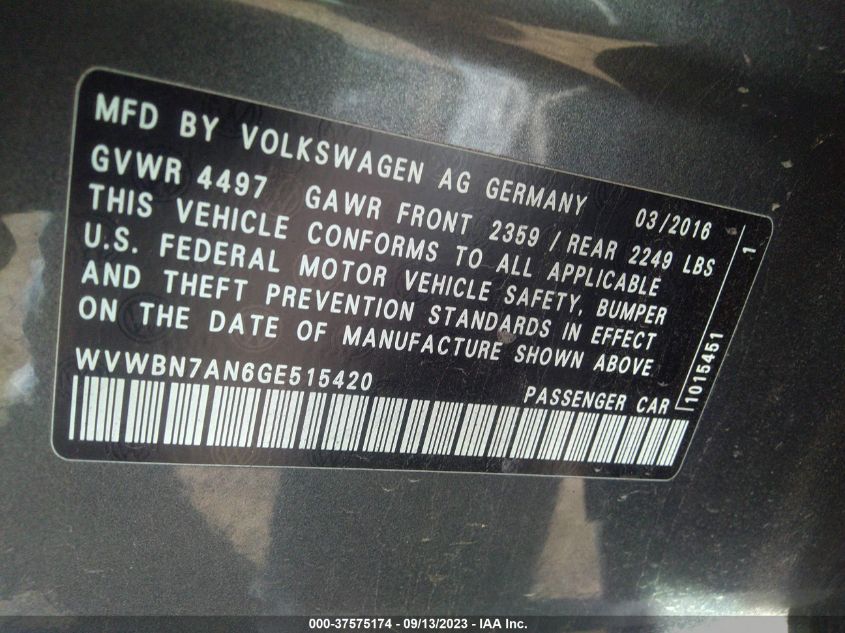 MFD BY VOLKSWAGEN AG GERMANY 03/2016
GVWR 4497 GAWR FRONT 2359 / REAR 2249 LBS
THIS VEHICLE CONFORMS TO ALL APPLICABLE
U.S. FEDERAL MOTOR VEHICLE SAFETY, BUMPER
AND THEFT PREVENTION STANDARDS IN EFFECT
ON THE DATE OF MANUFACTURE SHOWN ABOVE
WVWBN7AN6GE515420 PASSENGER CAR
1015451 1
000-37575174 - 09/13/2023 - IAA Inc.